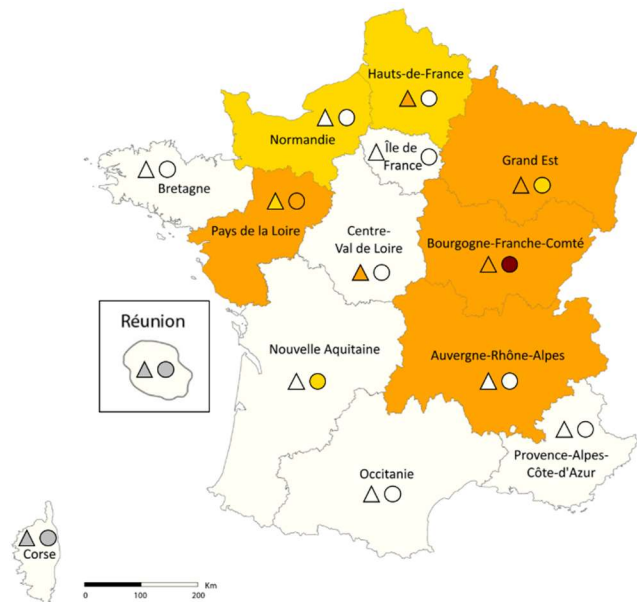 Hauts-de-France
Normandie
Île de
France
Grand Est
Bretagne
Pays de la Loire
Centre-
Val de Loire
Bourgogne-Franche-Comté
Réunion
Nouvelle Aquitaine
Auvergne-Rhône-Alpes
Provence-Alpes-
Côte-d'Azur
Occitanie
Corse
Km
0 100 200